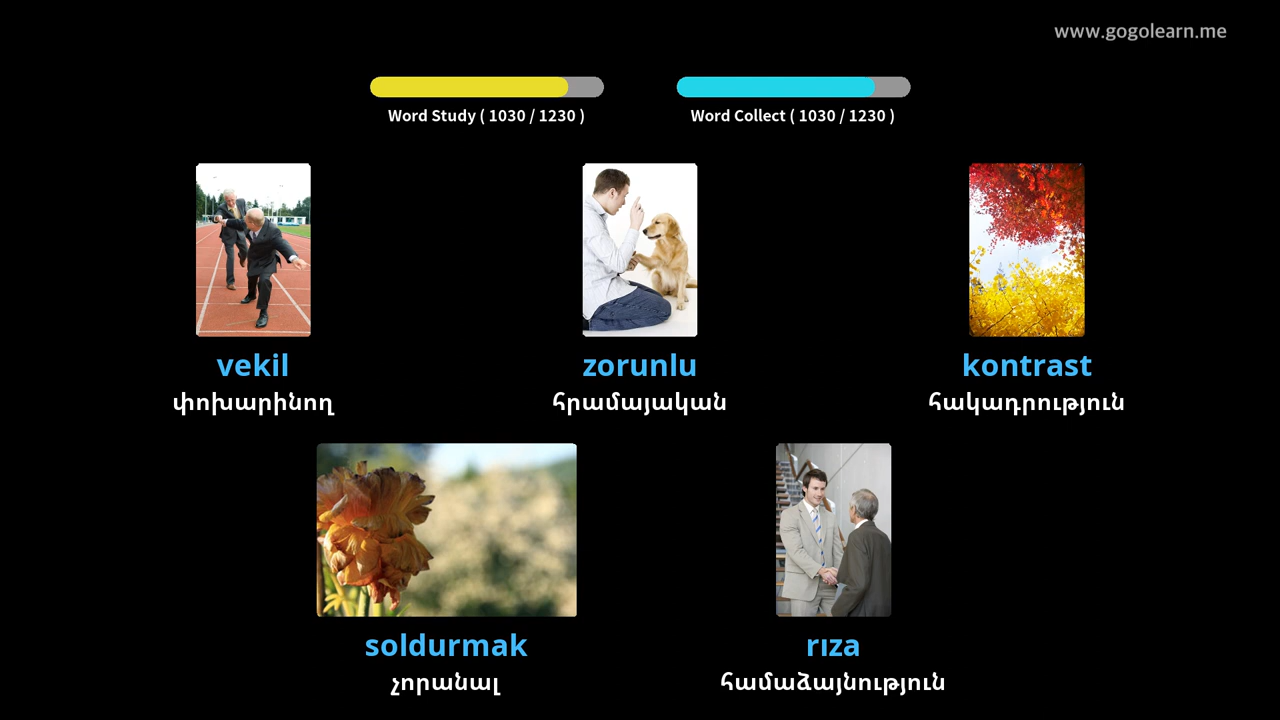 www.gogolearn.me
Word Study ( 1030 / 1230 )
Word Collect ( 1030 / 1230 )
vekil
փոխարինող
zorunlu
հրամայական
kontrast
հակադրություն
soldurmak
չորանալ
rıza
համաձայնություն